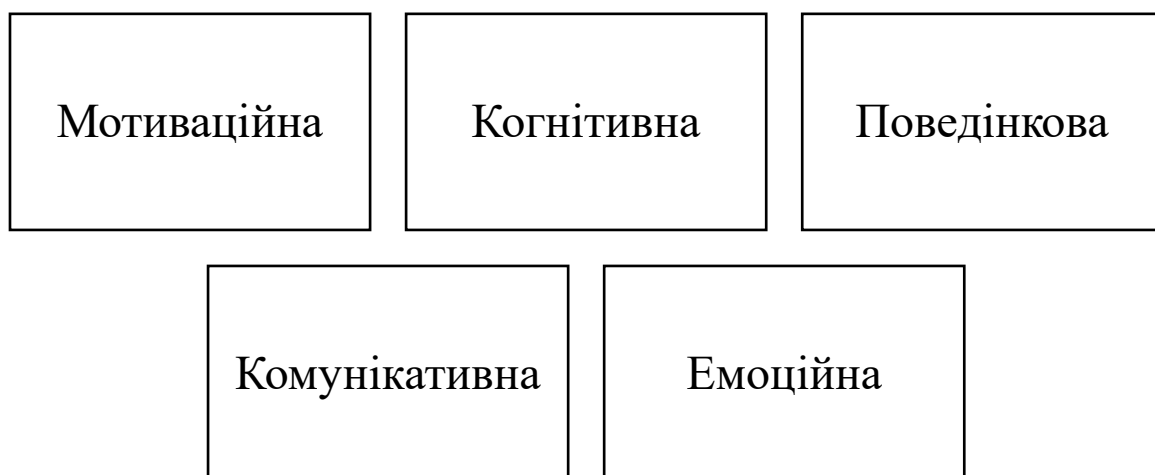 Мотиваційна
Когнітивна
Поведінкова
Комунікативна
Емоційна